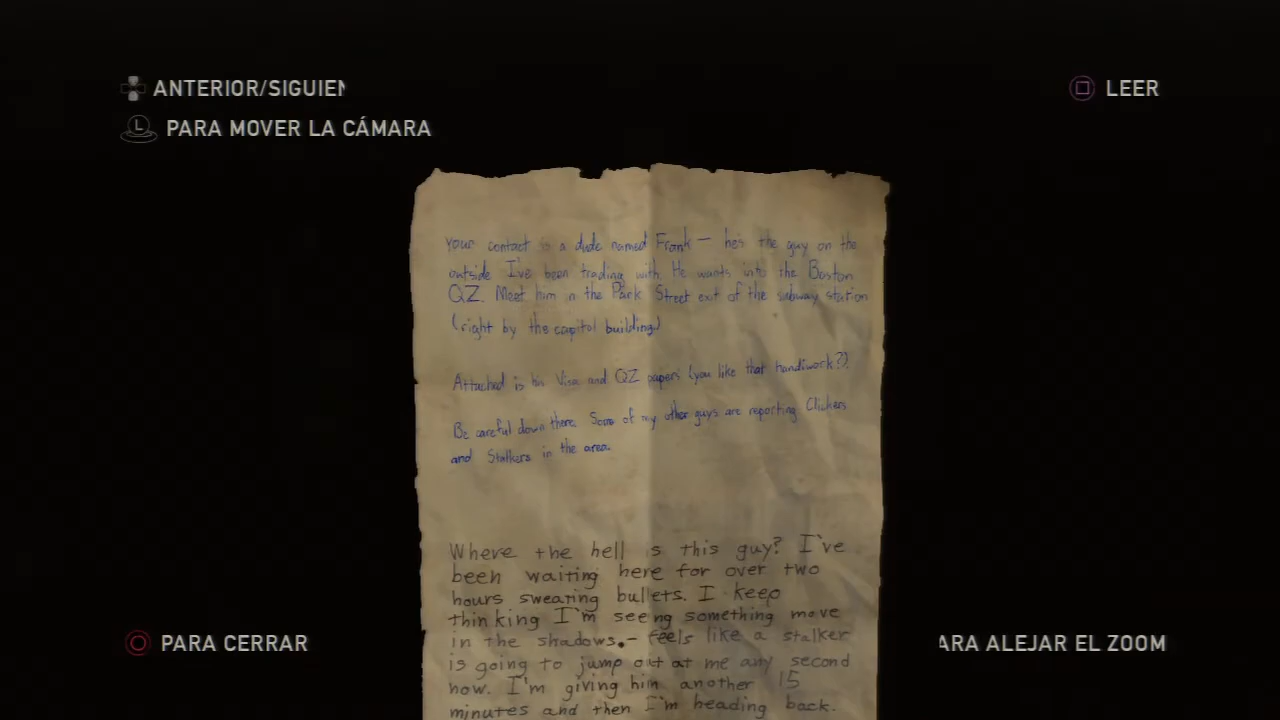 ANTERIOR/SIGUIEN
LEER
PARA MOVER LA CÁMARA
Your contact is a dude named Frank — he's the guy on the
outside I've been trading with. He wants into the Boston
QZ. Meet him in the Park Street exit of the subway station
(right by the capitol building)
Attached is his Visa and QZ papers (you like that handiwork?).
Be careful down there. Some of my other guys are reporting Clickers
and Stalkers in the area.
Where the hell is this guy? I've
been waiting here for over two
hours sweating bullets. I keep
thinking I'm seeing something move
in the shadows. — feels like a stalker
is going to jump out at me any second
now. I'm giving him another 15
minutes and then I'm heading back.
PARA CERRAR
ARA ALEJAR EL ZOOM